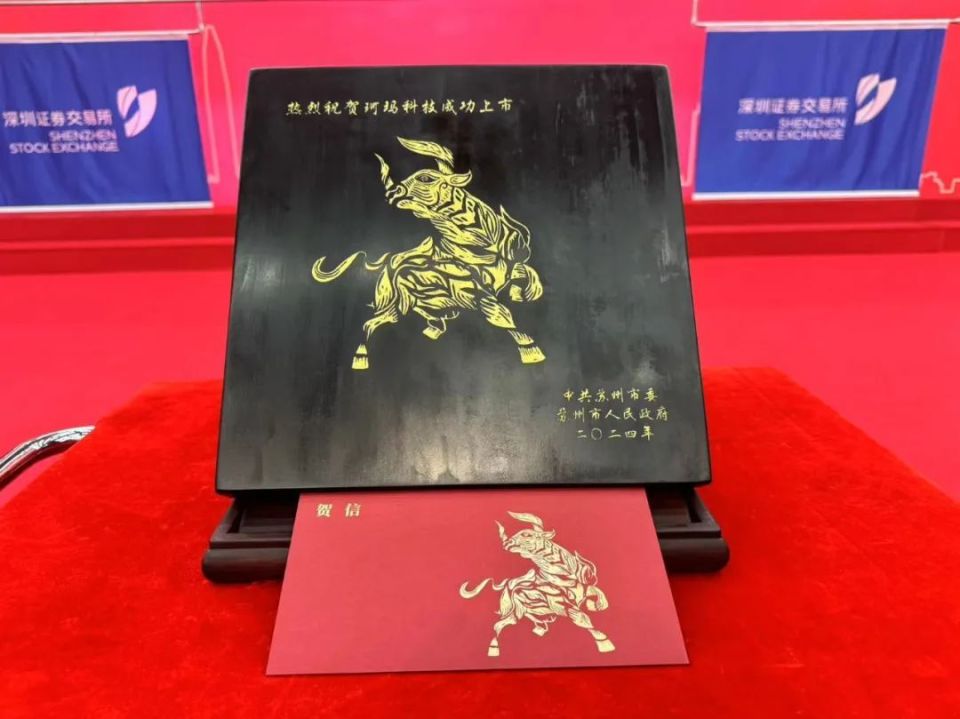 深圳证券交易所
SHENZHEN
STOCK EXCHANGE
深圳证券交易所
SHENZHEN
STOCK EXCHANGE
热烈祝贺珂玛科技成功上市
中共苏州市委
苏州市人民政府
二〇二四年
贺信